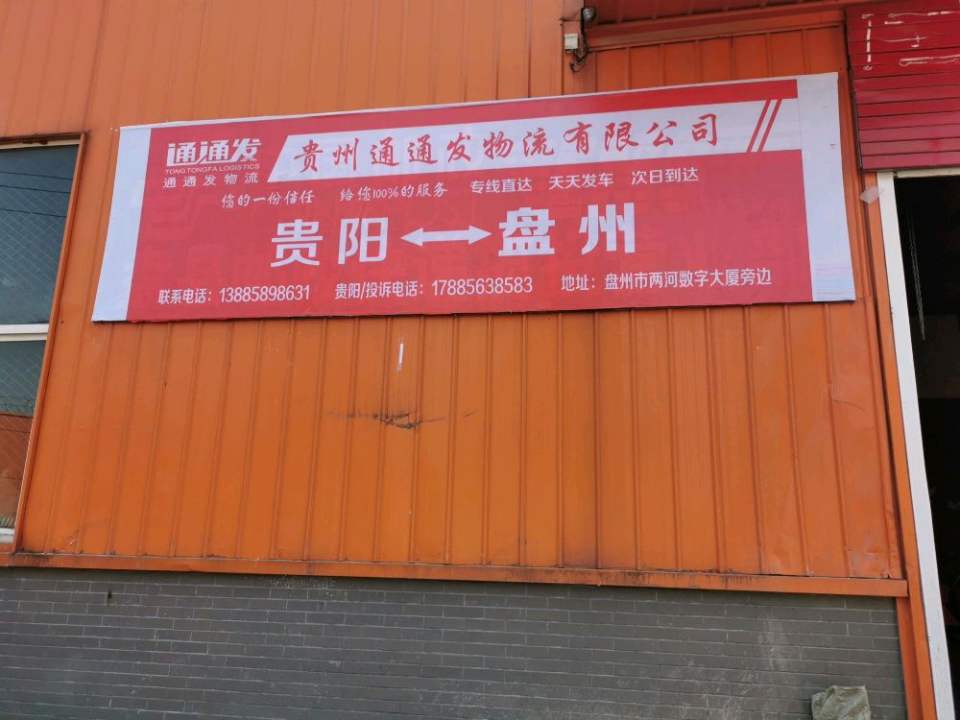 通通发
TONGTONGFA LOGISTICS
通通发物流
贵州通通发物流有限公司
您的一份信任 给您100%的服务 专线直达 天天发车 次日到达
贵阳 盘州
联系电话：13885898631 贵阳/投诉电话：17885638583 地址：盘州市两河数字大厦旁边